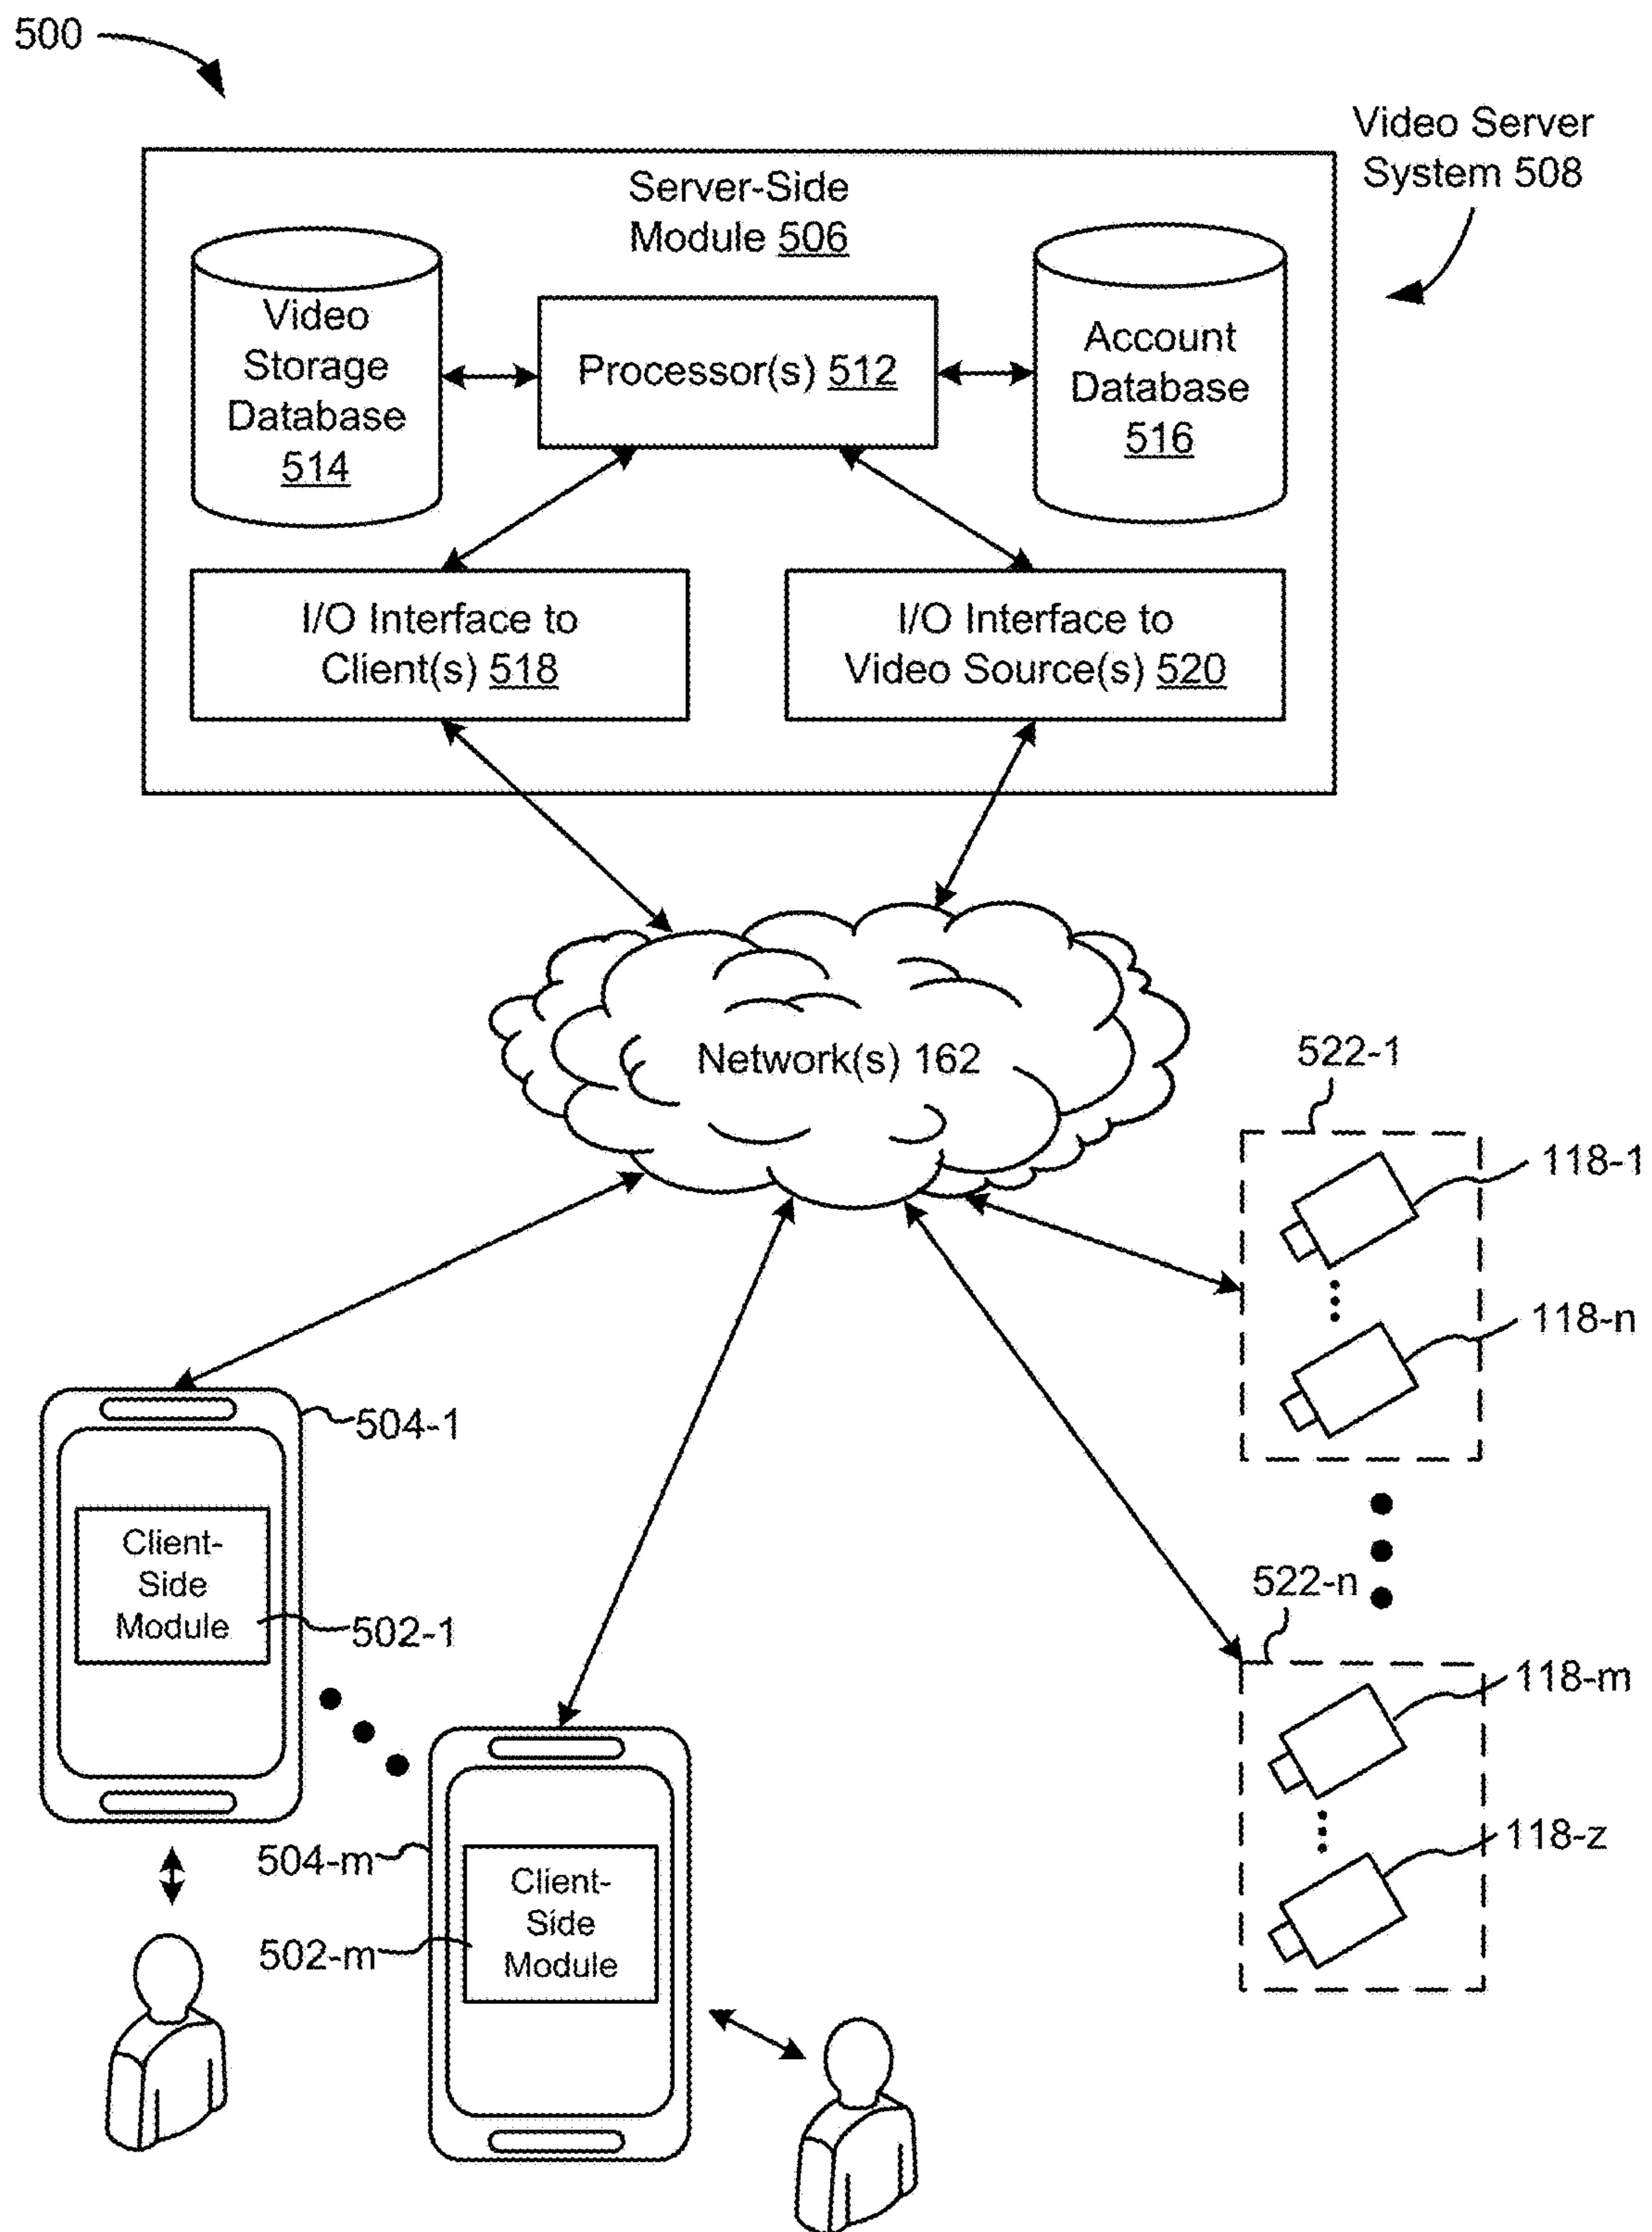 500
Video Server
System 508
Server-Side
Module 506
Video
Storage
Database
514
Processor(s) 512
Account
Database
516
I/O Interface to
Client(s) 518
I/O Interface to
Video Source(s) 520
Network(s) 162
522-1
118-1
118-n
504-1
Client-
Side
Module
502-1
522-n
118-m
118-z
504-m
Client-
Side
Module
502-m